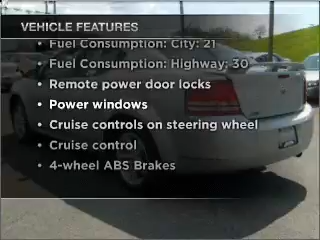 VEHICLE FEATURES
• Fuel Consumption: City: 21
• Fuel Consumption: Highway: 30
• Remote power door locks
• Power windows
• Cruise controls on steering wheel
• Cruise control
• 4-wheel ABS Brakes